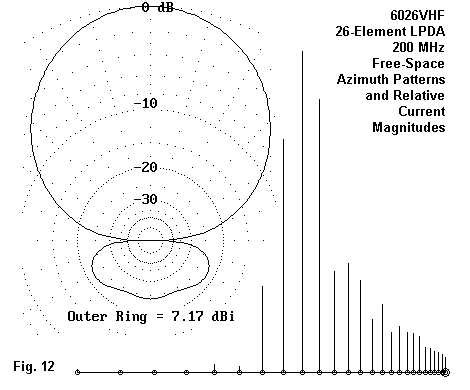 0 dB
6026VHF
26-Element LPDA
200 MHz
Free-Space
Azimuth Patterns
and Relative
Current
Magnitudes
-10
-20
-30
Outer Ring = 7.17 dBi
Fig. 12